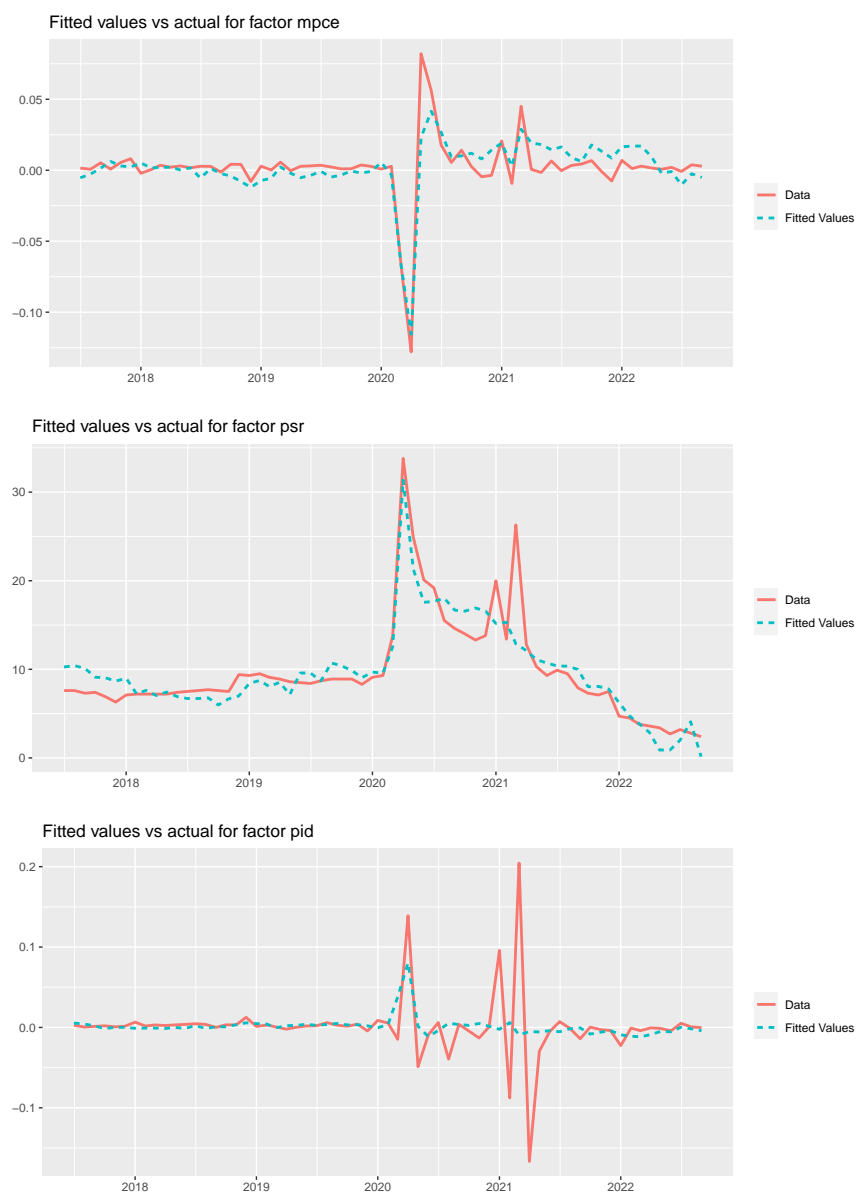 Fitted values vs actual for factor mpce
0.05
0.00
−0.05
−0.10
2018 2019 2020 2021 2022
Data
Fitted Values
Fitted values vs actual for factor psr
30
20
10
0
2018 2019 2020 2021 2022
Data
Fitted Values
Fitted values vs actual for factor pid
0.2
0.1
0.0
−0.1
2018 2019 2020 2021 2022
Data
Fitted Values